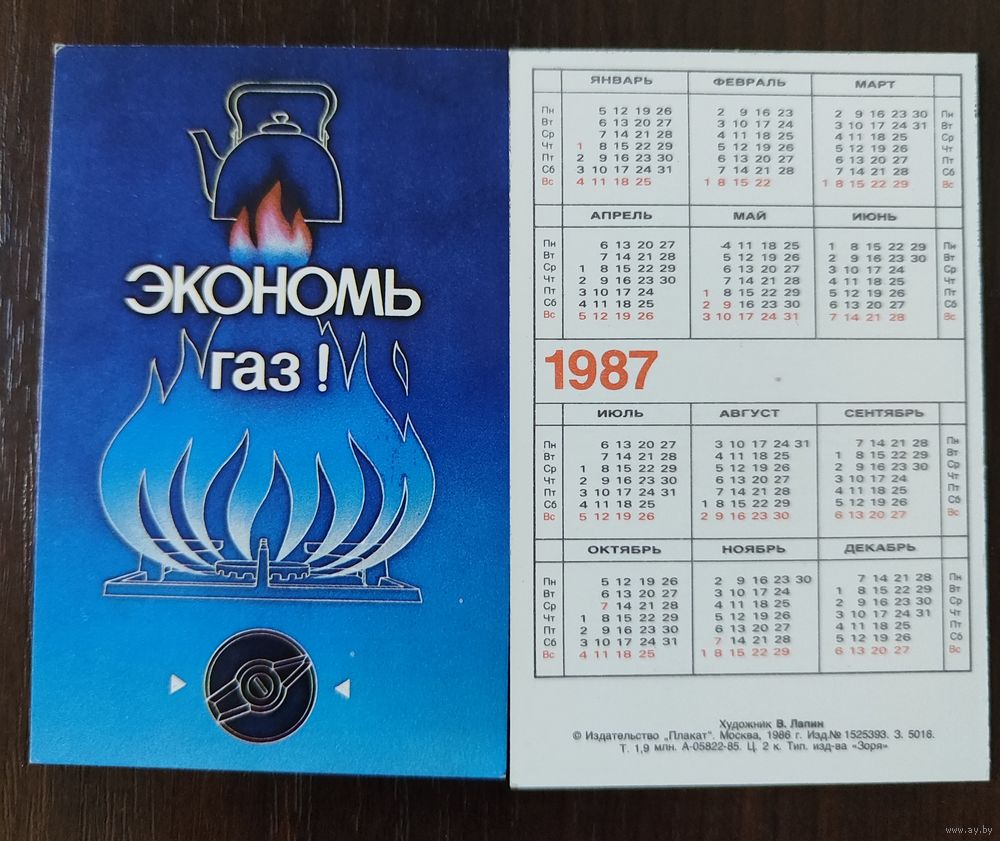 ЭКОНОМЬ
газ!
ЯНВАРЬ ФЕВРАЛЬ МАРТ
Пн 5 12 19 26 2 9 16 23 2 9 16 23 30 Пн
Вт 6 13 20 27 3 10 17 24 3 10 17 24 31 Вт
Ср 7 14 21 28 4 11 18 25 4 11 18 25 Ср
Чт 1 8 15 22 29 5 12 19 26 5 12 19 26 Чт
Пт 2 9 16 23 30 6 13 20 27 6 13 20 27 Пт
Сб 3 10 17 24 31 7 14 21 28 7 14 21 28 Сб
Вс 4 11 18 25 1 8 15 22 1 8 15 22 29 Вс
АПРЕЛЬ МАЙ ИЮНЬ
Пн 6 13 20 27 4 11 18 25 1 8 15 22 29 Пн
Вт 7 14 21 28 5 12 19 26 2 9 16 23 30 Вт
Ср 1 8 15 22 29 6 13 20 27 3 10 17 24 Ср
Чт 2 9 16 23 30 7 14 21 28 4 11 18 25 Чт
Пт 3 10 17 24 1 8 15 22 29 5 12 19 26 Пт
Сб 4 11 18 25 2 9 16 23 30 6 13 20 27 Сб
Вс 5 12 19 26 3 10 17 24 31 7 14 21 28 Вс
1987
ИЮЛЬ АВГУСТ СЕНТЯБРЬ
Пн 6 13 20 27 3 10 17 24 31 7 14 21 28 Пн
Вт 7 14 21 28 4 11 18 25 1 8 15 22 29 Вт
Ср 1 8 15 22 29 5 12 19 26 2 9 16 23 30 Ср
Чт 2 9 16 23 30 6 13 20 27 3 10 17 24 Чт
Пт 3 10 17 24 31 7 14 21 28 4 11 18 25 Пт
Сб 4 11 18 25 1 8 15 22 29 5 12 19 26 Сб
Вс 5 12 19 26 2 9 16 23 30 6 13 20 27 Вс
ОКТЯБРЬ НОЯБРЬ ДЕКАБРЬ
Пн 5 12 19 26 2 9 16 23 30 7 14 21 28 Пн
Вт 6 13 20 27 3 10 17 24 1 8 15 22 29 Вт
Ср 7 14 21 28 4 11 18 25 2 9 16 23 30 Ср
Чт 1 8 15 22 29 5 12 19 26 3 10 17 24 31 Чт
Пт 2 9 16 23 30 6 13 20 27 4 11 18 25 Пт
Сб 3 10 17 24 31 7 14 21 28 5 12 19 26 Сб
Вс 4 11 18 25 1 8 15 22 29 6 13 20 27 Вс
Художник В. Лапин
© Издательство „Плакат". Москва, 1986 г. Изд.№ 1525393. З. 5016.
Т. 1,9 млн. А-05822-85. Ц. 2 к. Тип. изд-ва «Зоря»
www.ay.by